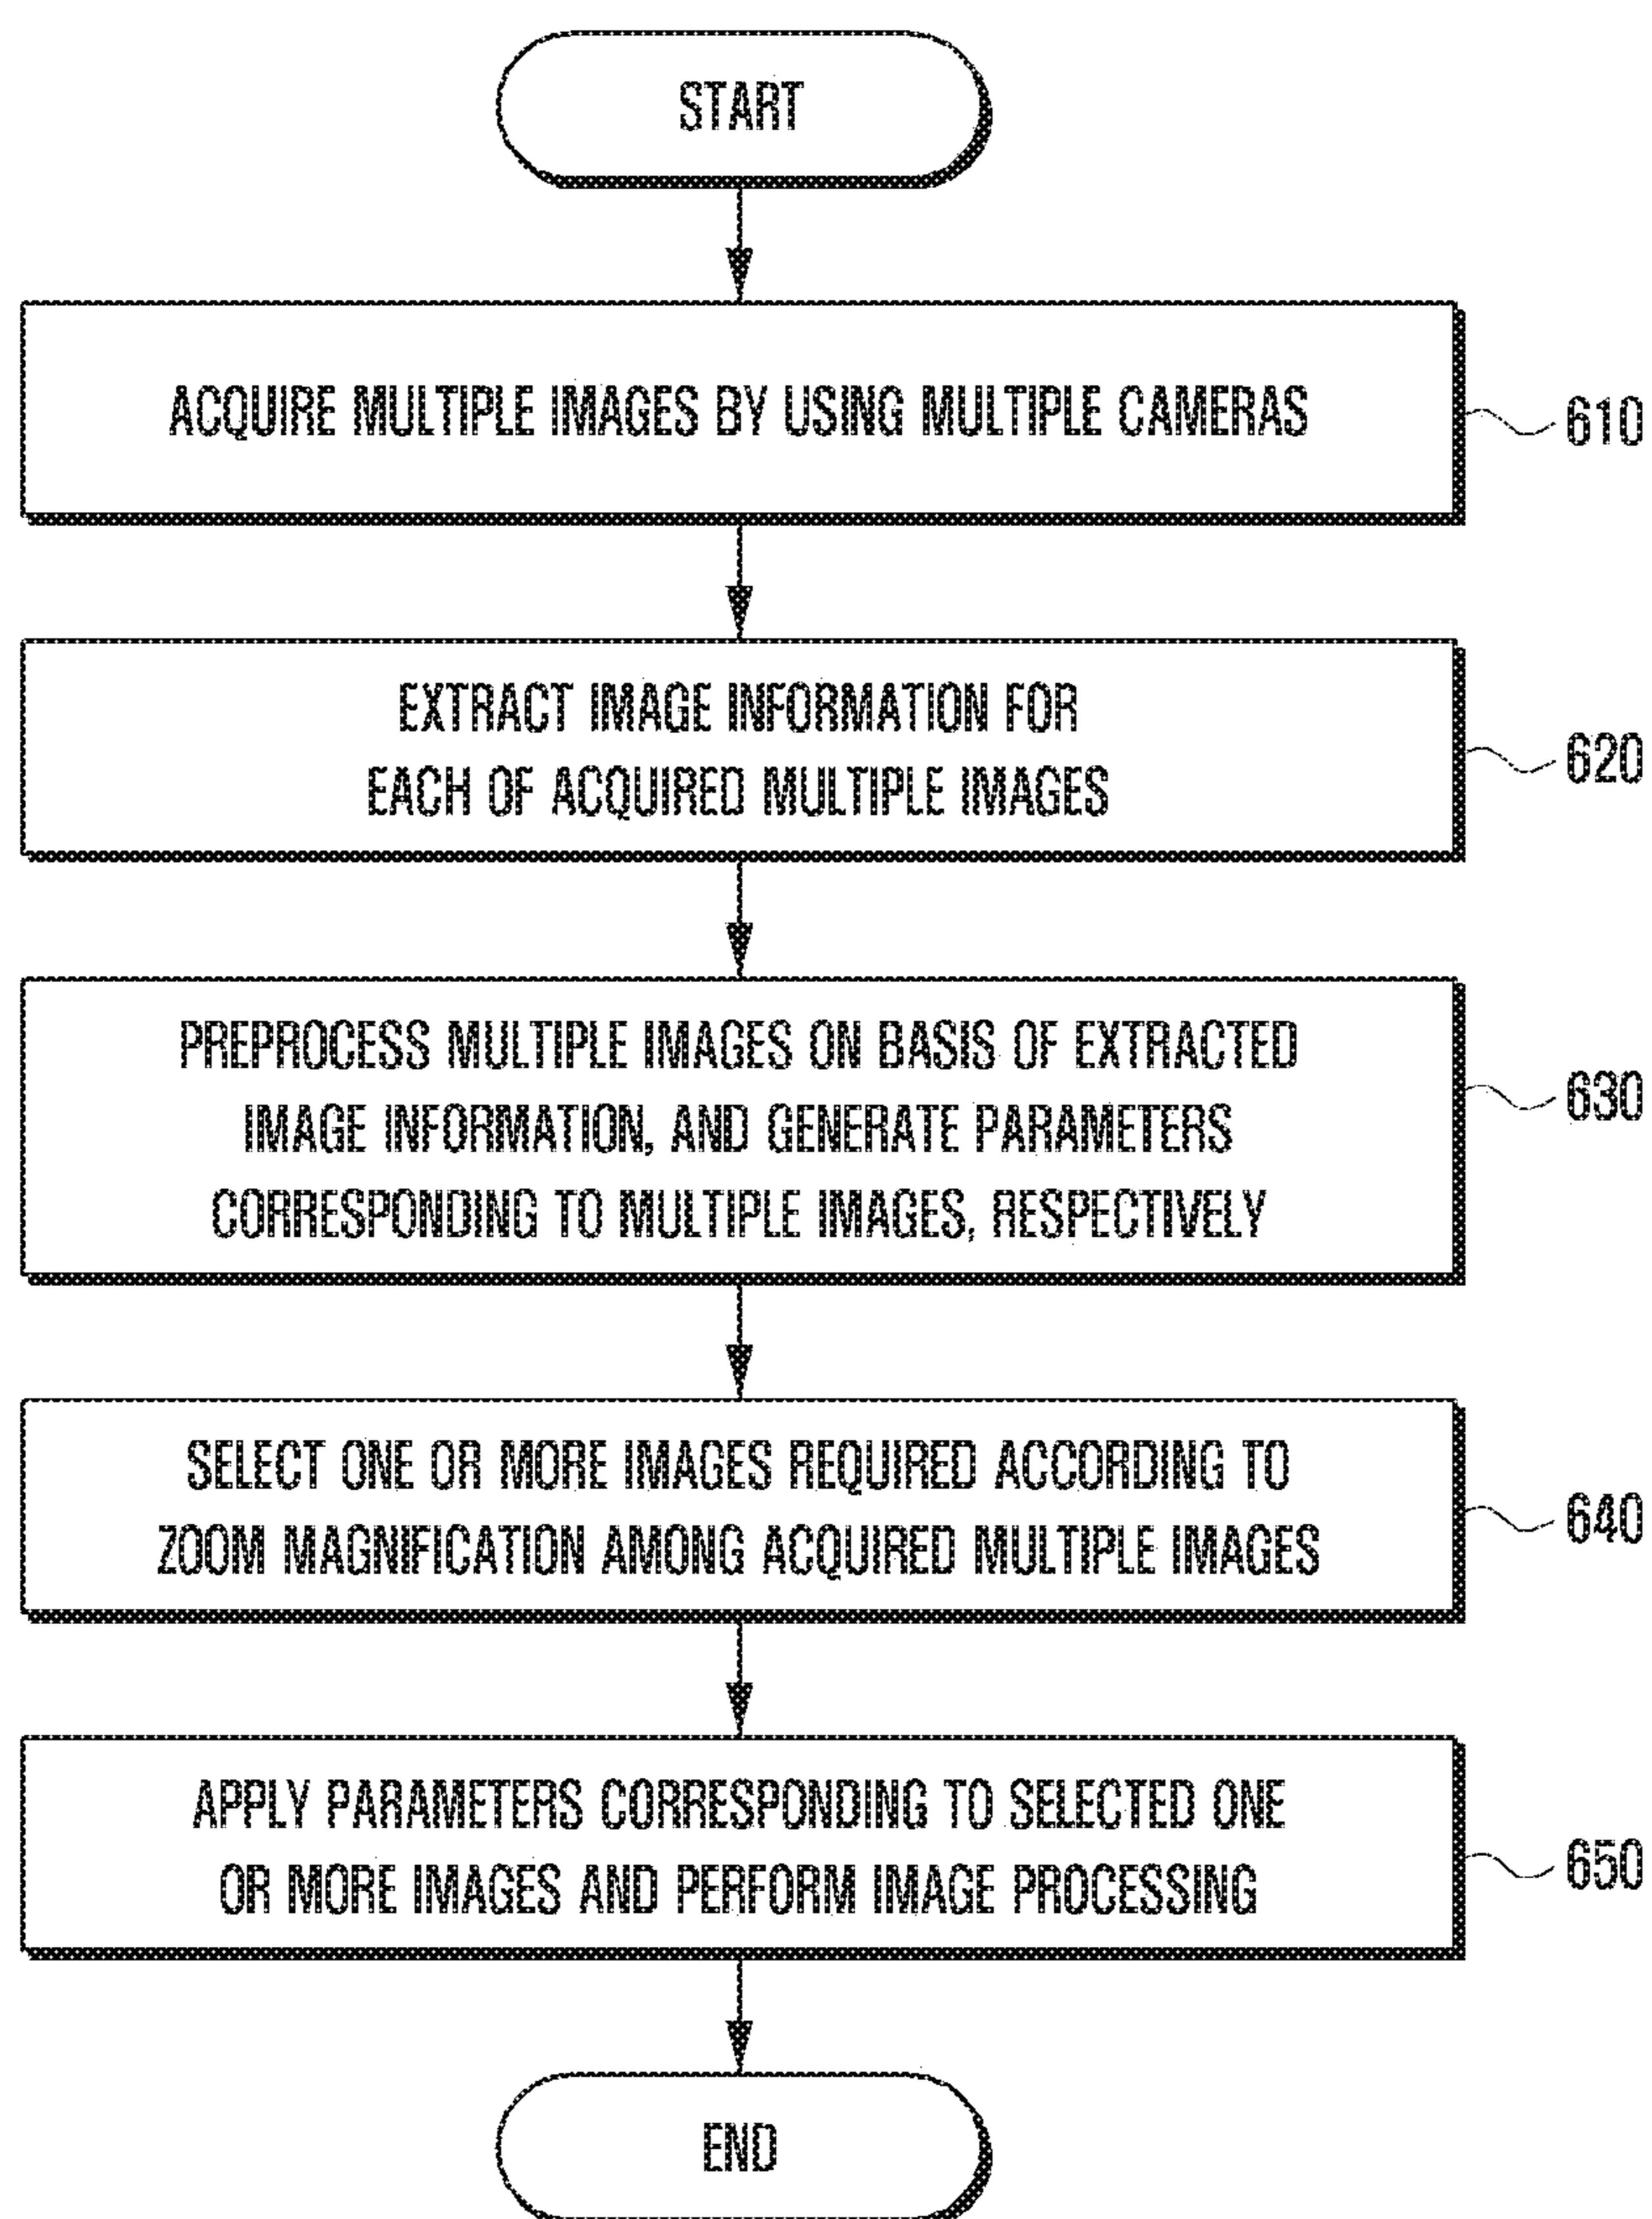 START
ACQUIRE MULTIPLE IMAGES BY USING MULTIPLE CAMERAS
610
EXTRACT IMAGE INFORMATION FOR
EACH OF ACQUIRED MULTIPLE IMAGES
620
PREPROCESS MULTIPLE IMAGES ON BASIS OF EXTRACTED
IMAGE INFORMATION, AND GENERATE PARAMETERS
CORRESPONDING TO MULTIPLE IMAGES, RESPECTIVELY
630
SELECT ONE OR MORE IMAGES REQUIRED ACCORDING TO
ZOOM MAGNIFICATION AMONG ACQUIRED MULTIPLE IMAGES
640
APPLY PARAMETERS CORRESPONDING TO SELECTED ONE
OR MORE IMAGES AND PERFORM IMAGE PROCESSING
650
END